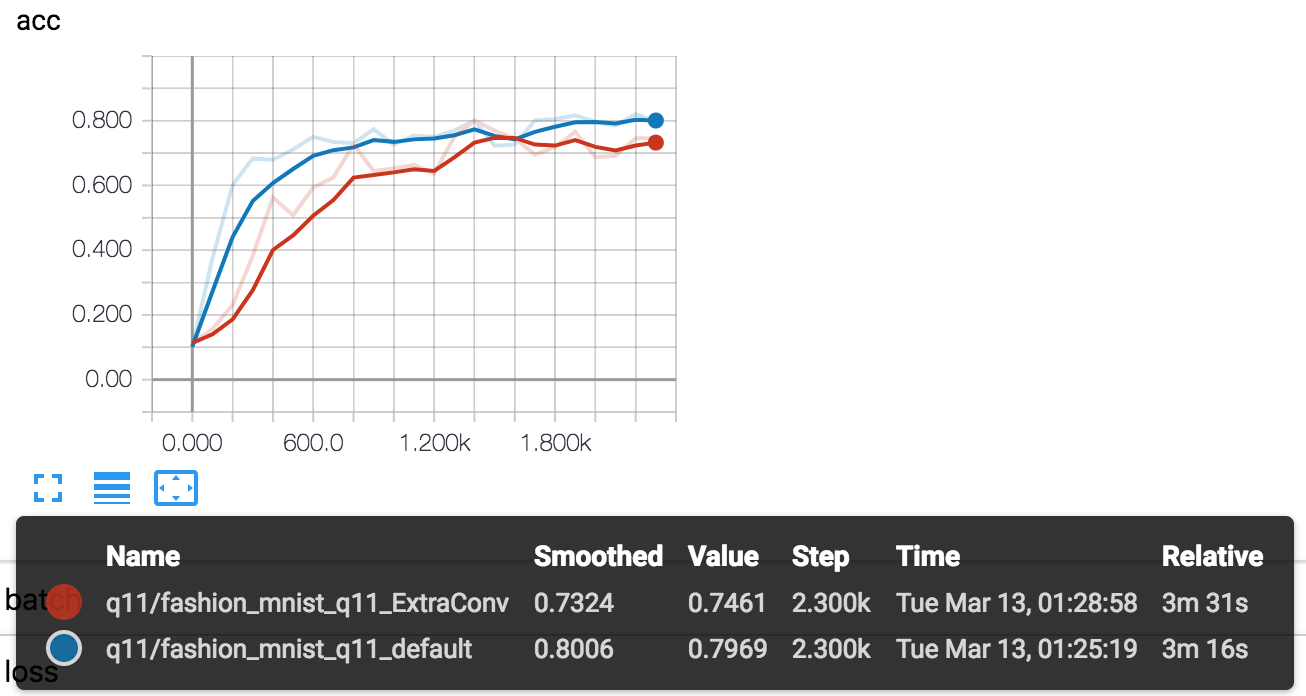 acc
0.800
0.600
0.400
0.200
0.00
0.000 600.0 1.200k 1.800k
Name Smoothed Value Step Time Relative
batch q11/fashion_mnist_q11_ExtraConv 0.7324 0.7461 2.300k Tue Mar 13, 01:28:58 3m 31s
q11/fashion_mnist_q11_default 0.8006 0.7969 2.300k Tue Mar 13, 01:25:19 3m 16s
loss